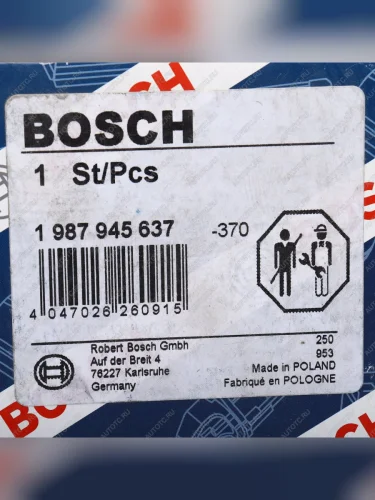 BOSCH
1 St/Pcs
1 987 945 637 -370
4 047026 260915
Robert Bosch Gmbh
Auf der Breit 4
76227 Karlsruhe
Germany
250
953
Made in POLAND
Fabriqué en POLOGNE
BOSCH